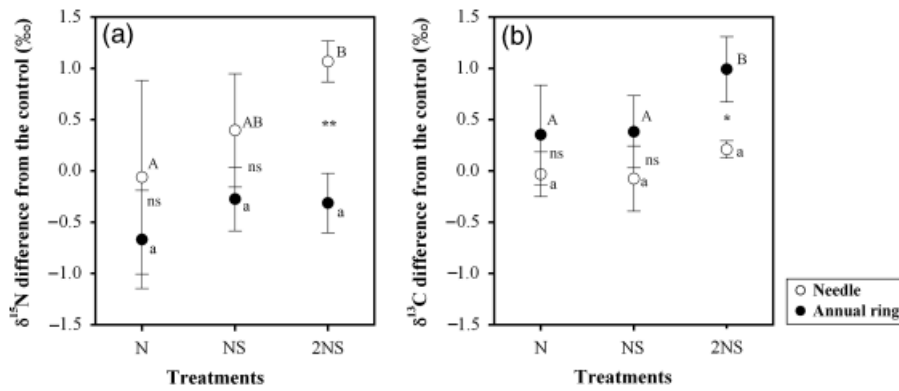 (a)
δ15N difference from the control (‰)
1.5
1.0
0.5
0.0
−0.5
−1.0
−1.5
A
ns
a
AB
ns
a
B
**
a
N NS 2NS
Treatments
(b)
δ13C difference from the control (‰)
1.5
1.0
0.5
0.0
−0.5
−1.0
−1.5
A
ns
a
A
ns
a
B
*
a
N NS 2NS
Treatments
Needle
Annual ring